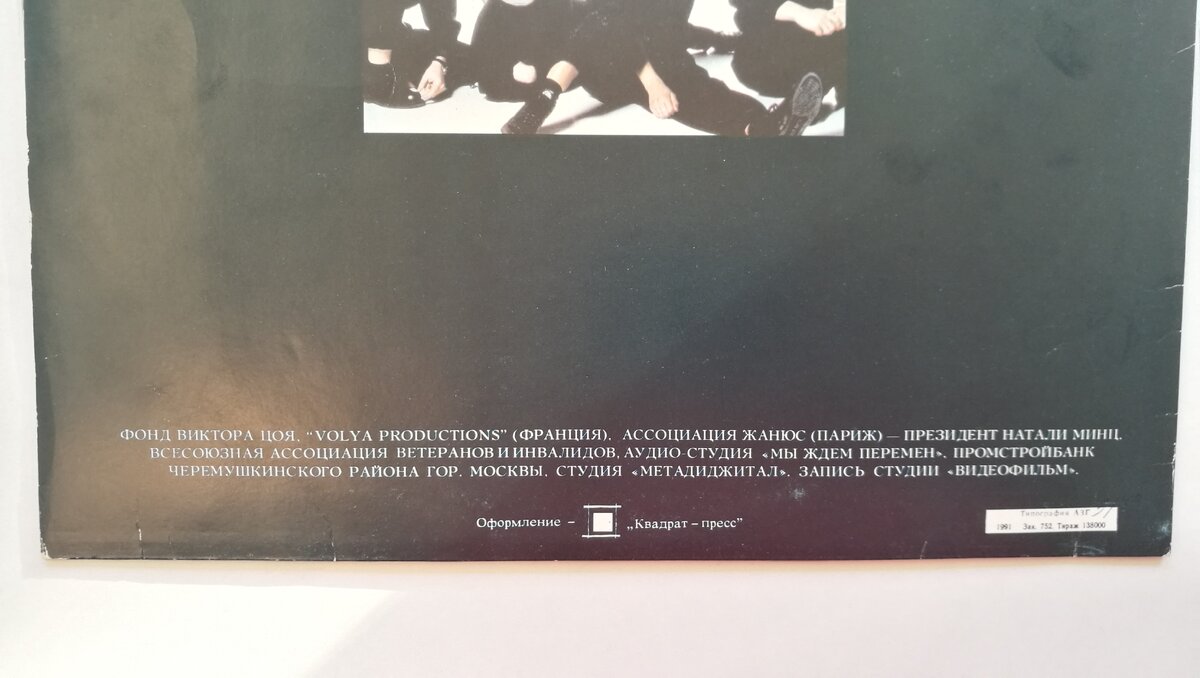 ФОНД ВИКТОРА ЦОЯ, "VOLYA PRODUCTIONS" (ФРАНЦИЯ), АССОЦИАЦИЯ ЖАНЮС (ПАРИЖ) — ПРЕЗИДЕНТ НАТАЛИ МИНЦ,
ВСЕСОЮЗНАЯ АССОЦИАЦИЯ ВЕТЕРАНОВ И ИНВАЛИДОВ, АУДИО-СТУДИЯ «МЫ ЖДЕМ ПЕРЕМЕН», ПРОМСТРОЙБАНК
ЧЕРЕМУШКИНСКОГО РАЙОНА ГОР. МОСКВЫ, СТУДИЯ «МЕТАДИДЖИТАЛ». ЗАПИСЬ СТУДИИ «ВИДЕОФИЛЬМ».
Оформление – „Квадрат – пресс”
Типография АЗГ
1991 Зак. 752. Тираж 138000